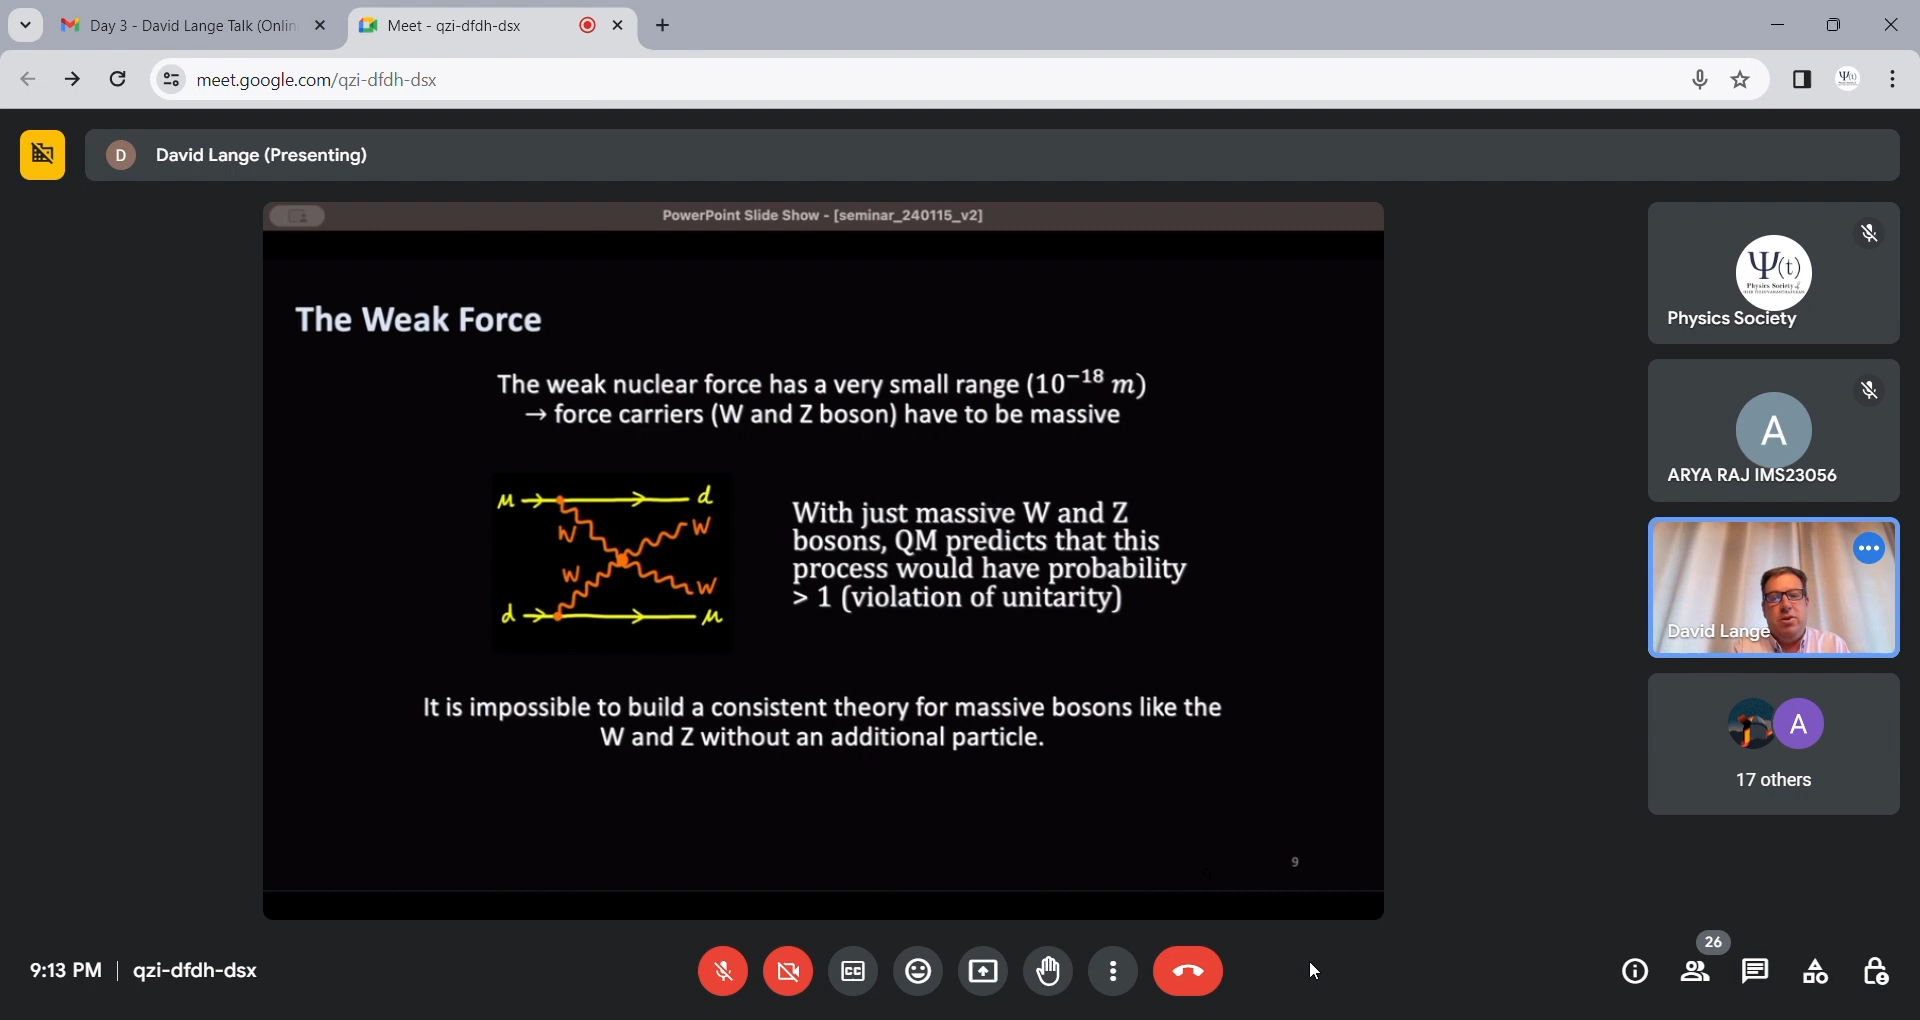 Day 3 - David Lange Talk (Onlin
Meet - qzi-dfdh-dsx
meet.google.com/qzi-dfdh-dsx
Ψ(t)
D
David Lange (Presenting)
PowerPoint Slide Show - [seminar_240115_v2]
The Weak Force
The weak nuclear force has a very small range (10⁻¹⁸ m)
→ force carriers (W and Z boson) have to be massive
u d
W W
W W
d u
With just massive W and Z
bosons, QM predicts that this
process would have probability
> 1 (violation of unitarity)
It is impossible to build a consistent theory for massive bosons like the
W and Z without an additional particle.
9
Ψ(t)
Physics Society of
Physics Society
A
ARYA RAJ IMS23056
David Lange
A
17 others
9:13 PM | qzi-dfdh-dsx
CC
26